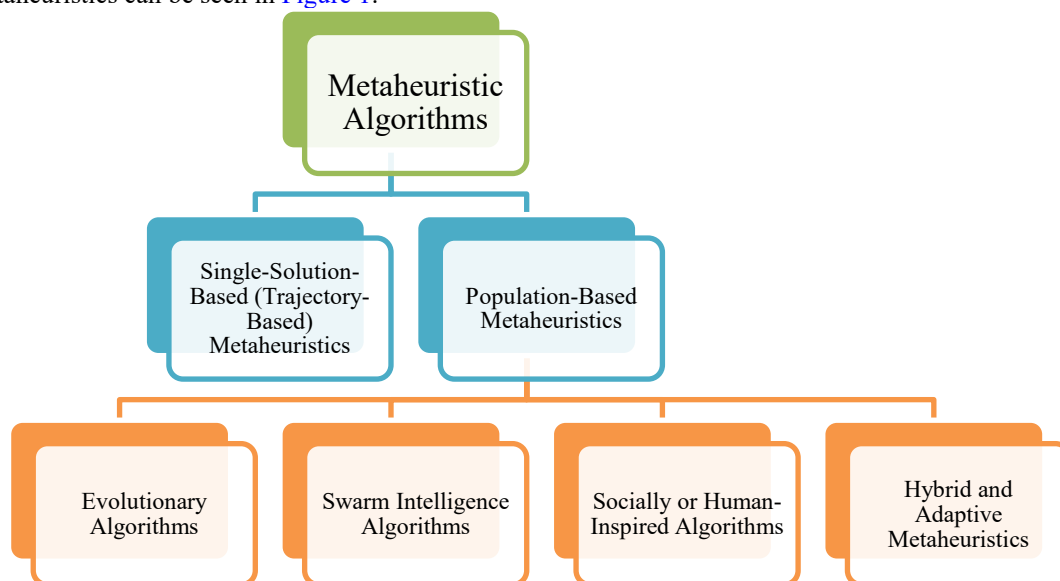 taheuristics can be seen in Figure 1.
Metaheuristic
Algorithms
Single-Solution-
Based (Trajectory-
Based)
Metaheuristics
Population-Based
Metaheuristics
Evolutionary
Algorithms
Swarm Intelligence
Algorithms
Socially or Human-
Inspired Algorithms
Hybrid and
Adaptive
Metaheuristics